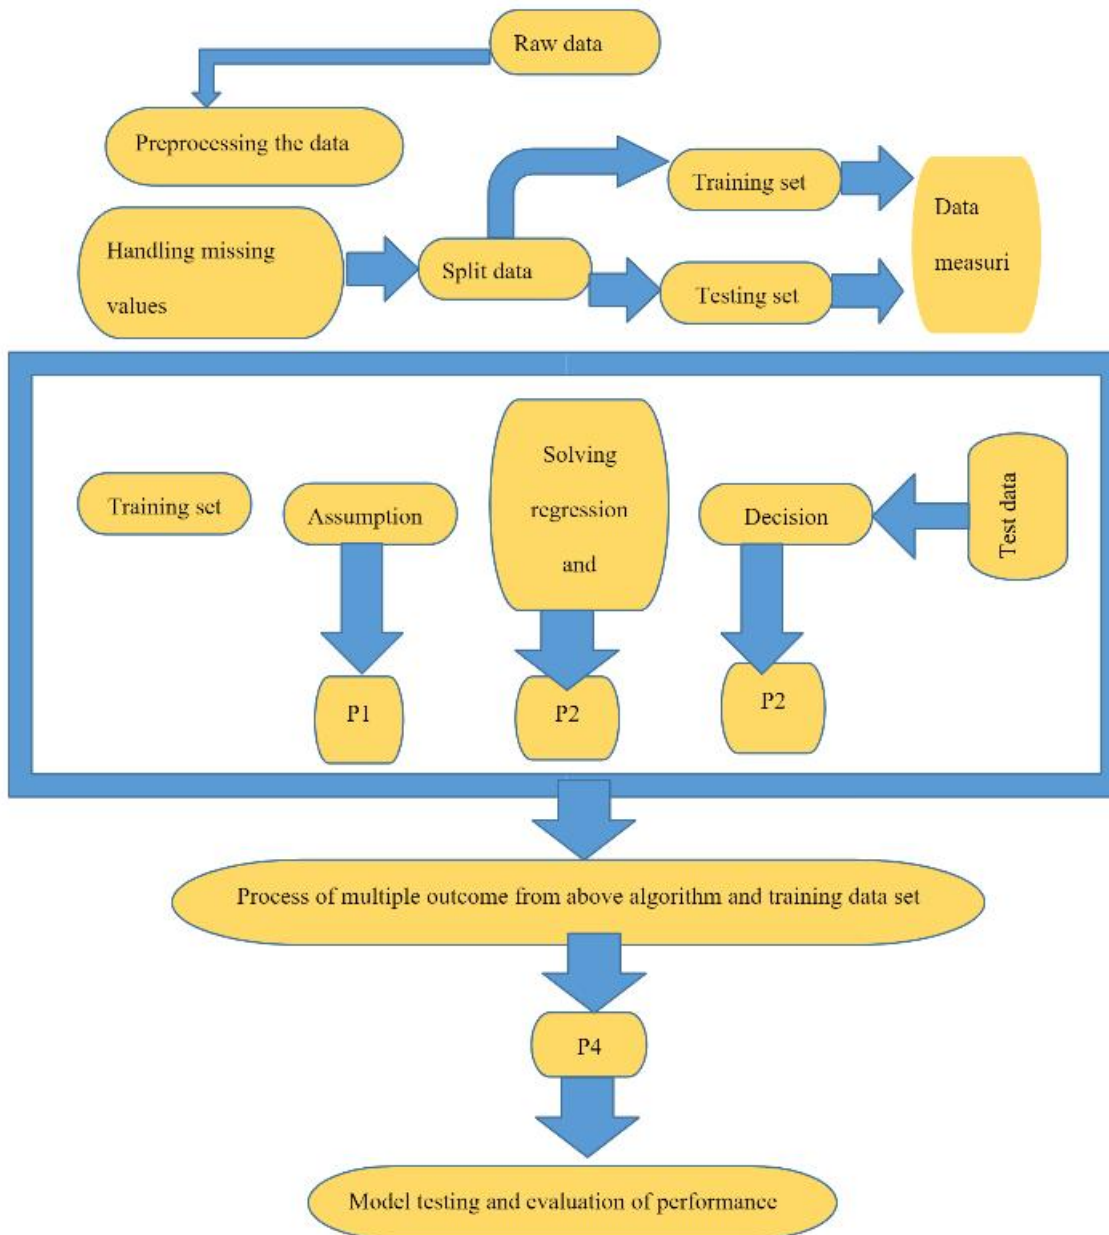 Raw data
Preprocessing the data
Training set
Data
measuri
Handling missing
values
Split data
Testing set
Training set
Assumption
Solving
regression
and
Decision
Test data
P1
P2
P2
Process of multiple outcome from above algorithm and training data set
P4
Model testing and evaluation of performance